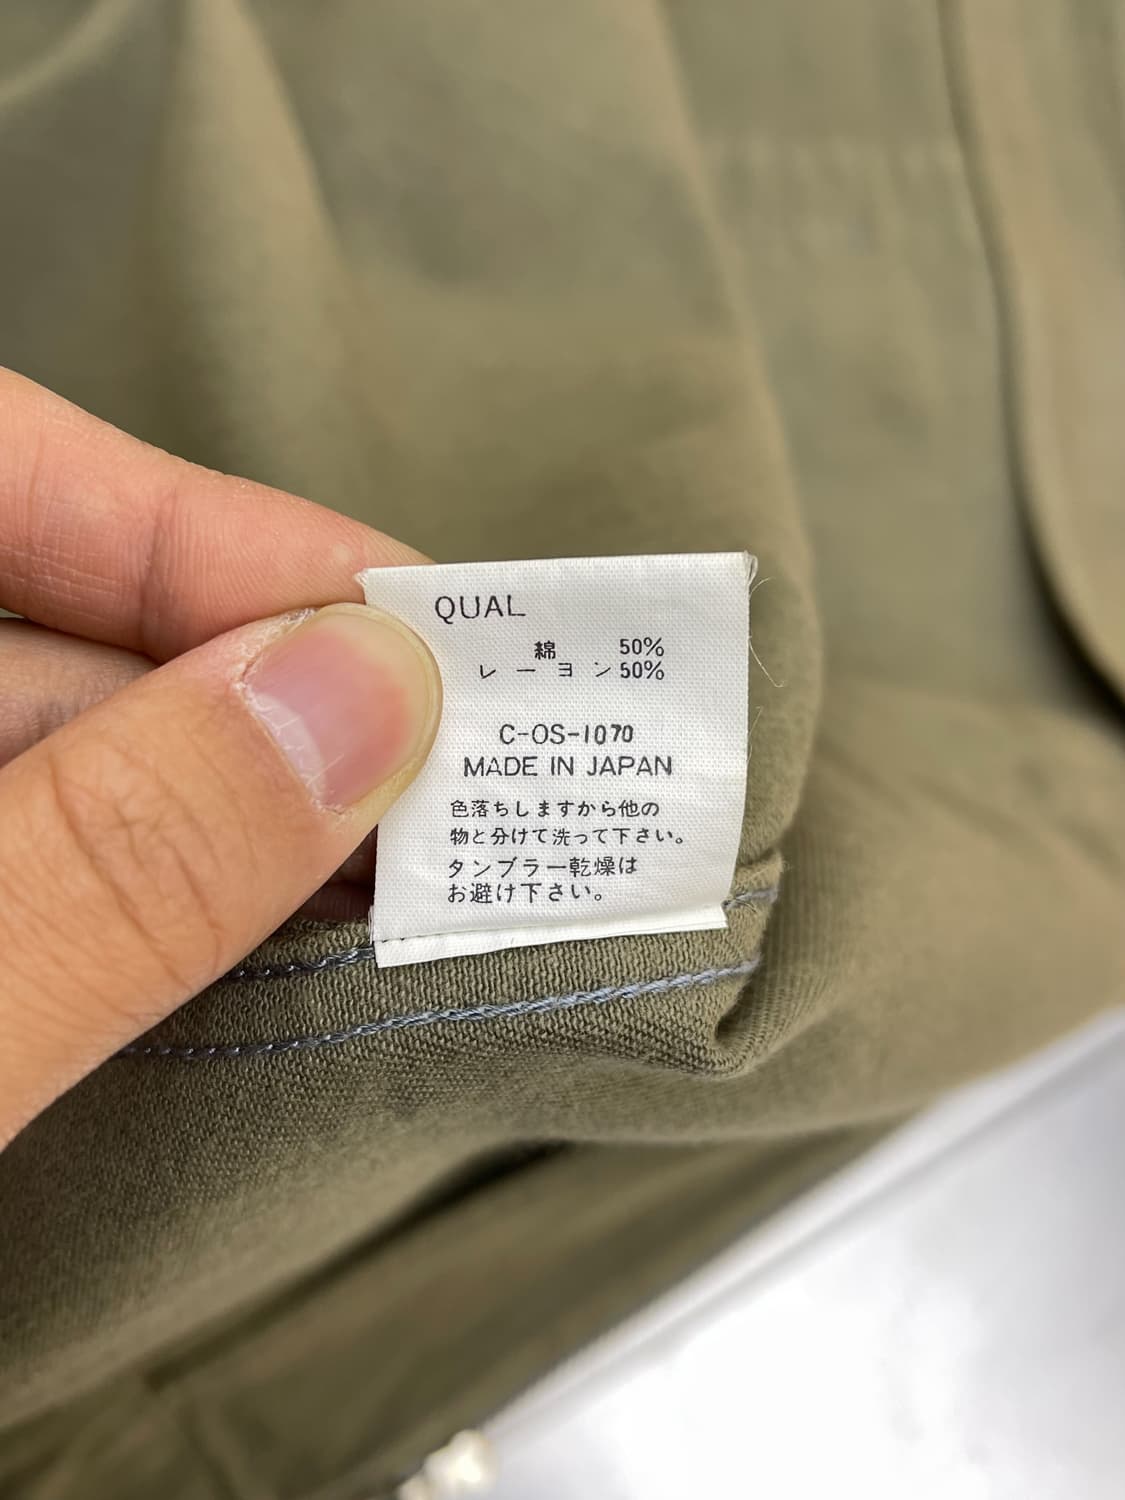 QUAL
綿 50%
レーヨン 50%
C-OS-1070
MADE IN JAPAN
色落ちしますから他の
物と分けて洗って下さい。
タンブラー乾燥は
お避け下さい。